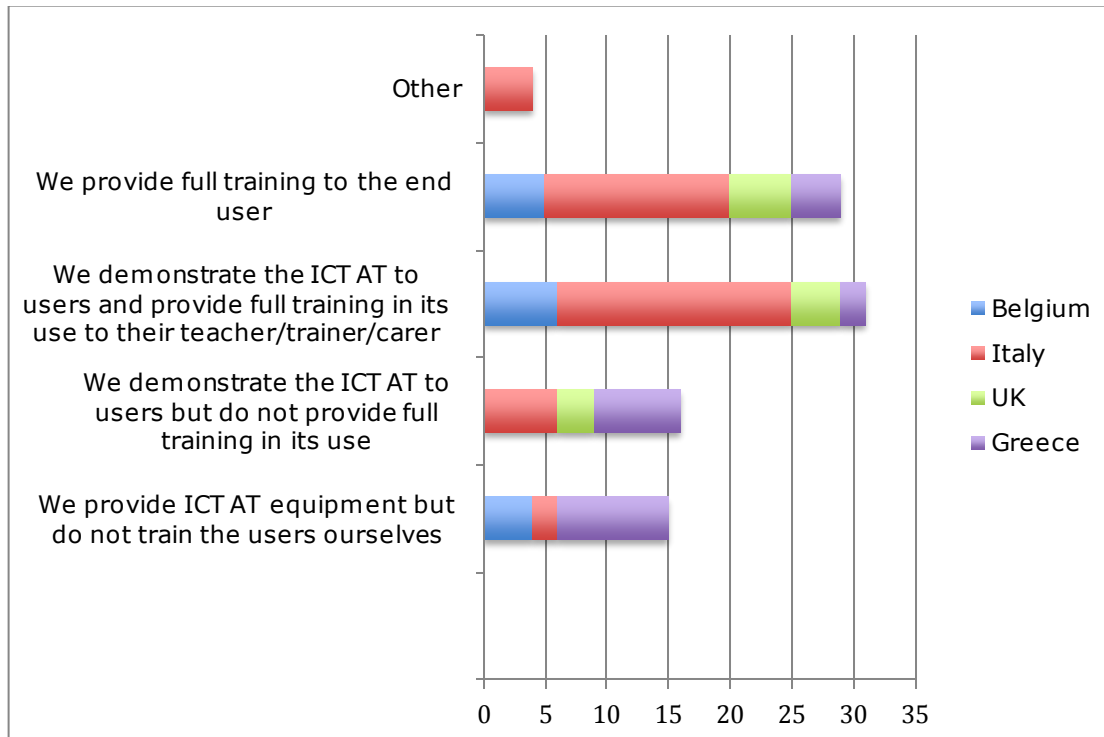 Other
We provide full training to the end
user
We demonstrate the ICT AT to
users and provide full training in its
use to their teacher/trainer/carer
We demonstrate the ICT AT to
users but do not provide full
training in its use
We provide ICT AT equipment but
do not train the users ourselves
0 5 10 15 20 25 30 35
Belgium
Italy
UK
Greece